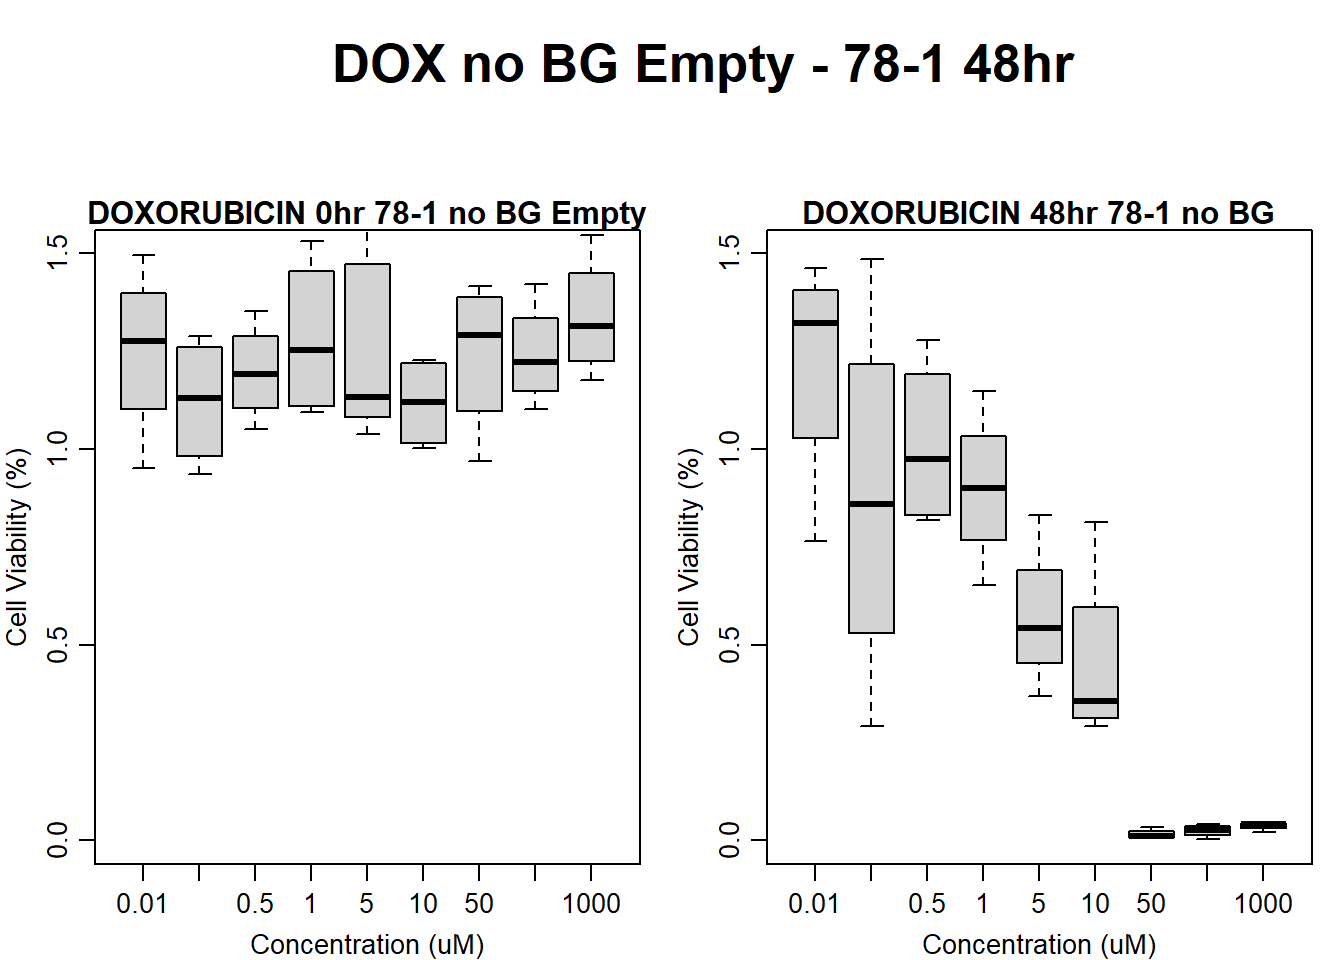 DOX no BG Empty - 78-1 48hr
DOXORUBICIN 0hr 78-1 no BG Empty
Cell Viability (%)
1.5
1.0
0.5
0.0
0.01 0.5 1 5 10 50 1000
Concentration (uM)
DOXORUBICIN 48hr 78-1 no BG
Cell Viability (%)
1.5
1.0
0.5
0.0
0.01 0.5 1 5 10 50 1000
Concentration (uM)